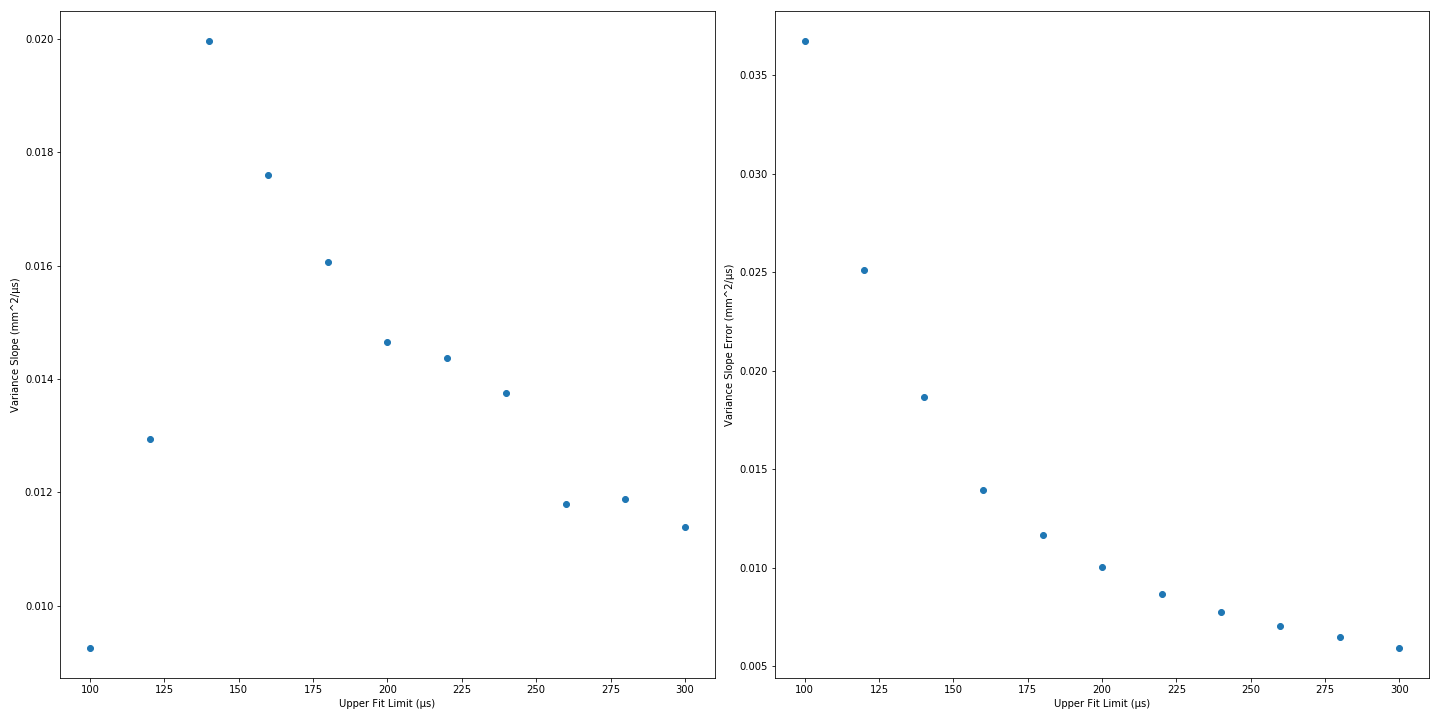 0.020
0.018
0.016
0.014
0.012
0.010
Variance Slope (mm^2/μs)
100 125 150 175 200 225 250 275 300
Upper Fit Limit (μs)
0.035
0.030
0.025
0.020
0.015
0.010
0.005
Variance Slope Error (mm^2/μs)
100 125 150 175 200 225 250 275 300
Upper Fit Limit (μs)